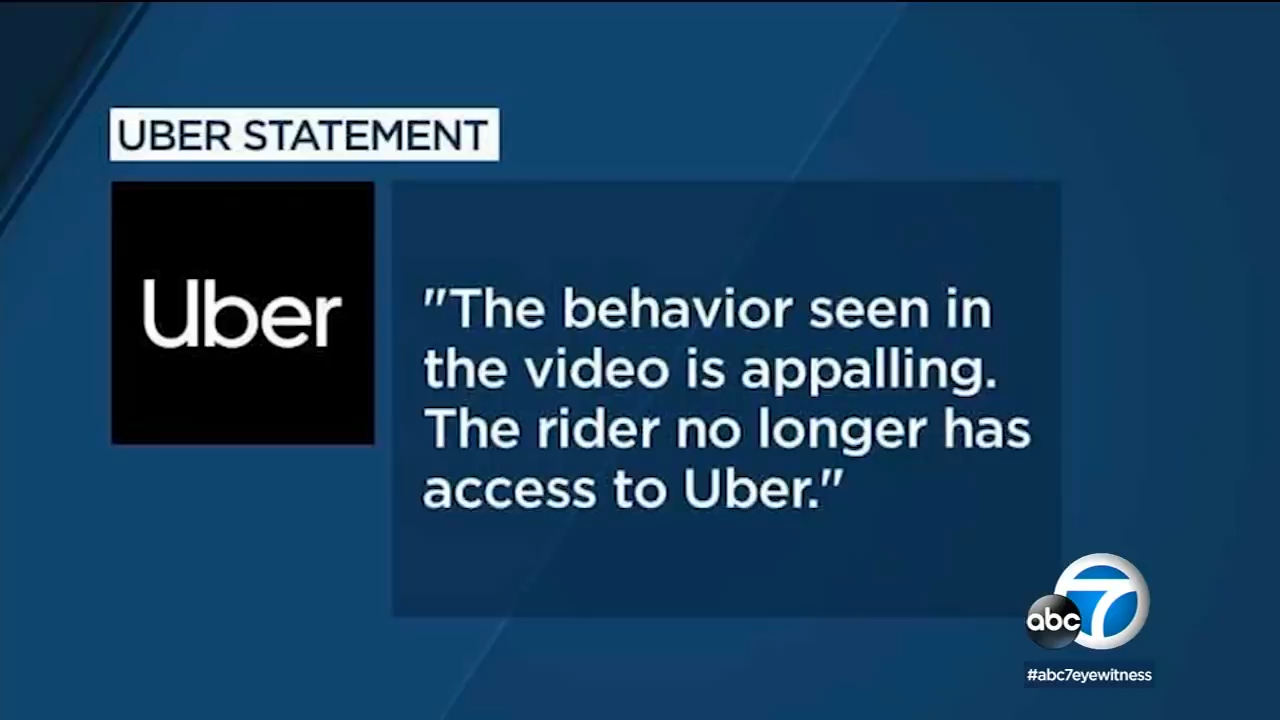 UBER STATEMENT
Uber
"The behavior seen in
the video is appalling.
The rider no longer has
access to Uber."
abc 7
#abc7eyewitness